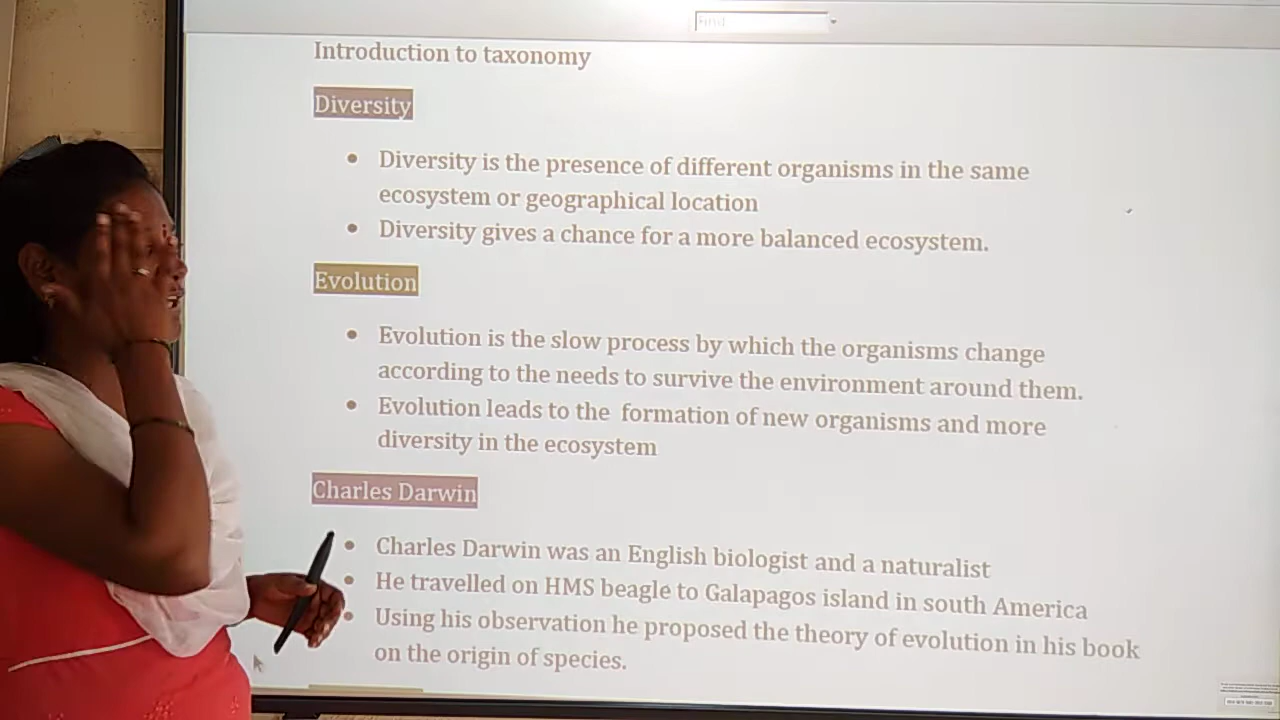 Find
Introduction to taxonomy
Diversity
• Diversity is the presence of different organisms in the same
ecosystem or geographical location
• Diversity gives a chance for a more balanced ecosystem.
Evolution
• Evolution is the slow process by which the organisms change
according to the needs to survive the environment around them.
• Evolution leads to the formation of new organisms and more
diversity in the ecosystem
Charles Darwin
• Charles Darwin was an English biologist and a naturalist
• He travelled on HMS beagle to Galapagos island in south America
• Using his observation he proposed the theory of evolution in his book
on the origin of species.